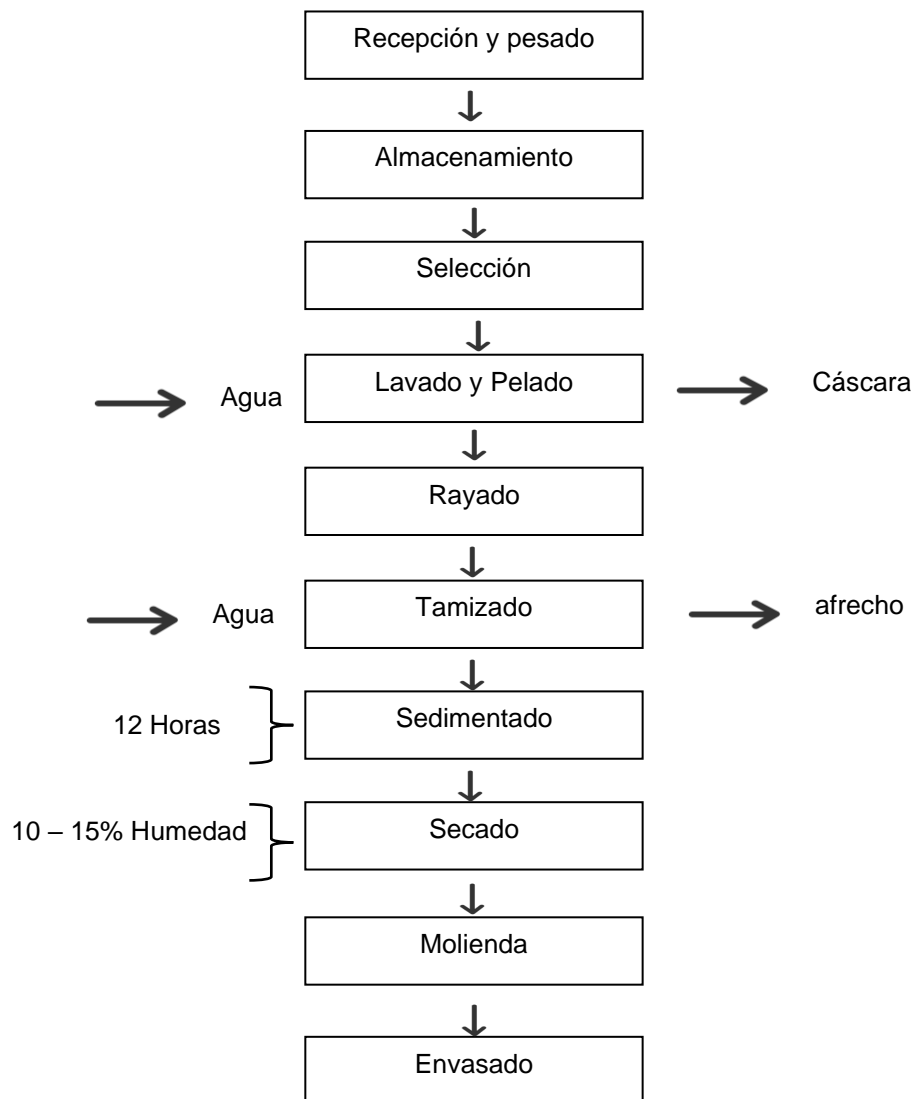 Recepción y pesado
Almacenamiento
Selección
Agua
Lavado y Pelado
Cáscara
Rayado
Agua
Tamizado
afrecho
12 Horas
Sedimentado
10 – 15% Humedad
Secado
Molienda
Envasado